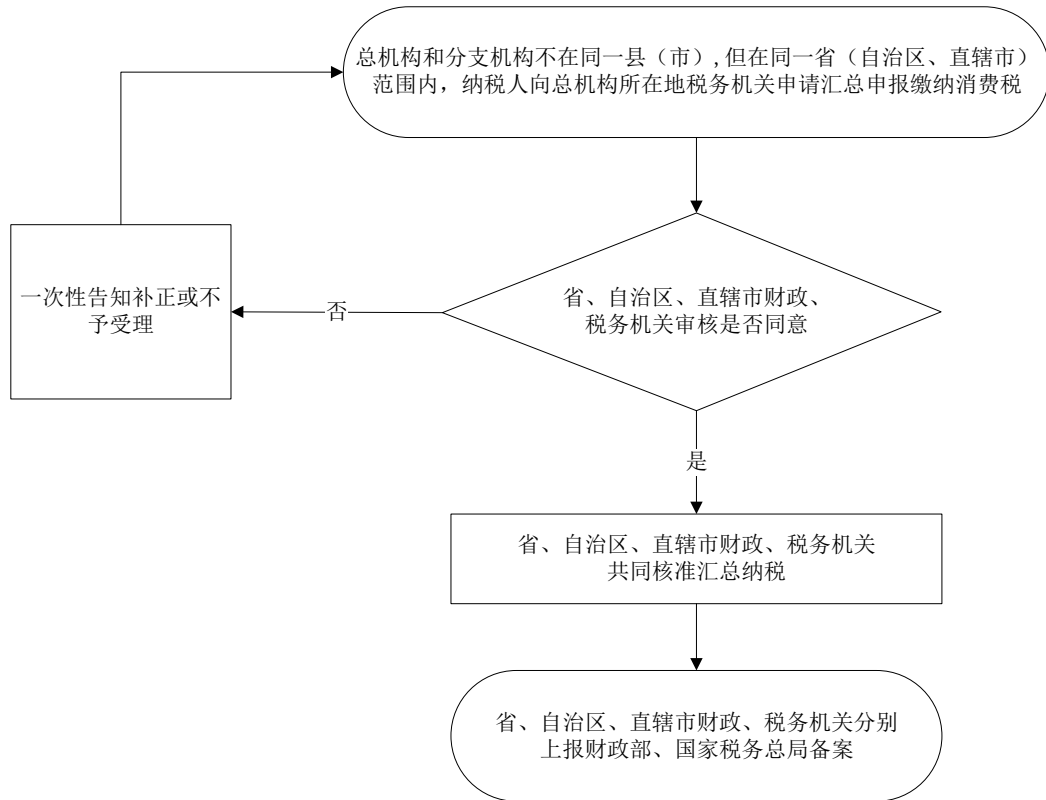 总机构和分支机构不在同一县（市）,但在同一省（自治区、直辖市）
范围内，纳税人向总机构所在地税务机关申请汇总申报缴纳消费税
省、自治区、直辖市财政、
税务机关审核是否同意
否
一次性告知补正或不
予受理
是
省、自治区、直辖市财政、税务机关
共同核准汇总纳税
省、自治区、直辖市财政、税务机关分别
上报财政部、国家税务总局备案